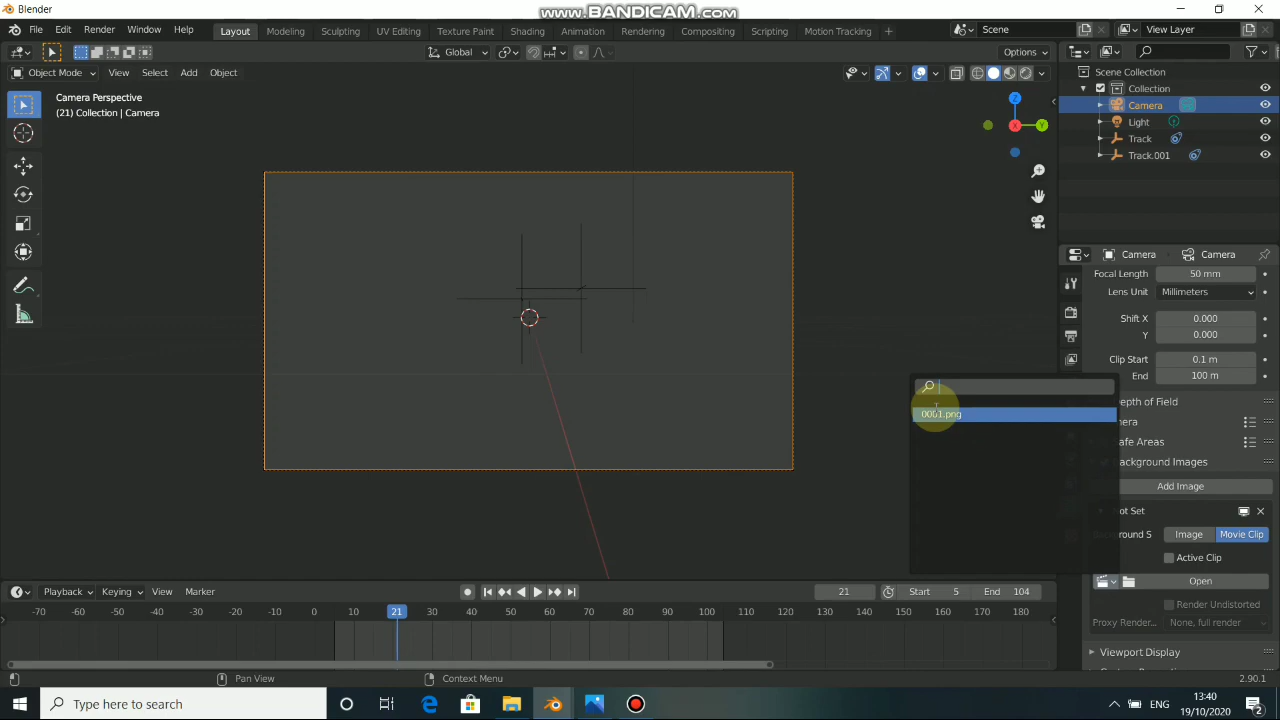 Blender
www.BANDICAM.com
File Edit Render Window Help Layout Modeling Sculpting UV Editing Texture Paint Shading Animation Rendering Compositing Scripting Motion Tracking + Scene View Layer
Global Options
Object Mode View Select Add Object
Camera Perspective
(21) Collection | Camera
Z
X
Y
Scene Collection
Collection
Camera
Light
Track
Track.001
Camera Camera
Focal Length 50 mm
Lens Unit Millimeters
Shift X 0.000
Y 0.000
Clip Start 0.1 m
End 100 m
epth of Field
mera
afe Areas
ackground Images
Add Image
Not Set
ckground S Image Movie Clip
Active Clip
Open
Render Undistorted
Proxy Render... None, full render
Viewport Display
0001.png
Playback Keying View Marker 21 Start 5 End 104
-70 -60 -50 -40 -30 -20 -10 0 10 21 30 40 50 60 70 80 90 100 110 120 130 140 150 160 170 180
Pan View Context Menu 2.90.1
Type here to search
ENG
13:40
19/10/2020
2